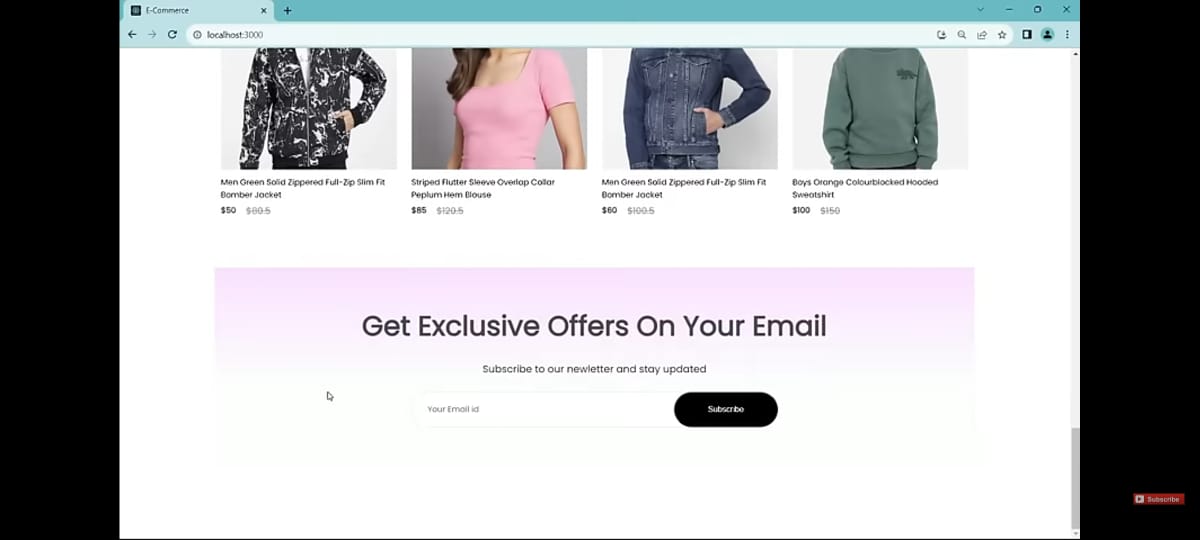 E-Commerce
localhost:3000
Men Green Solid Zippered Full-Zip Slim Fit
Bomber Jacket
$50 $80.5
Striped Flutter Sleeve Overlap Collar
Peplum Hem Blouse
$85 $120.5
Men Green Solid Zippered Full-Zip Slim Fit
Bomber Jacket
$60 $100.5
Boys Orange Colourblocked Hooded
Sweatshirt
$100 $150
Get Exclusive Offers On Your Email
Subscribe to our newletter and stay updated
Your Email id
Subscribe
Subscribe